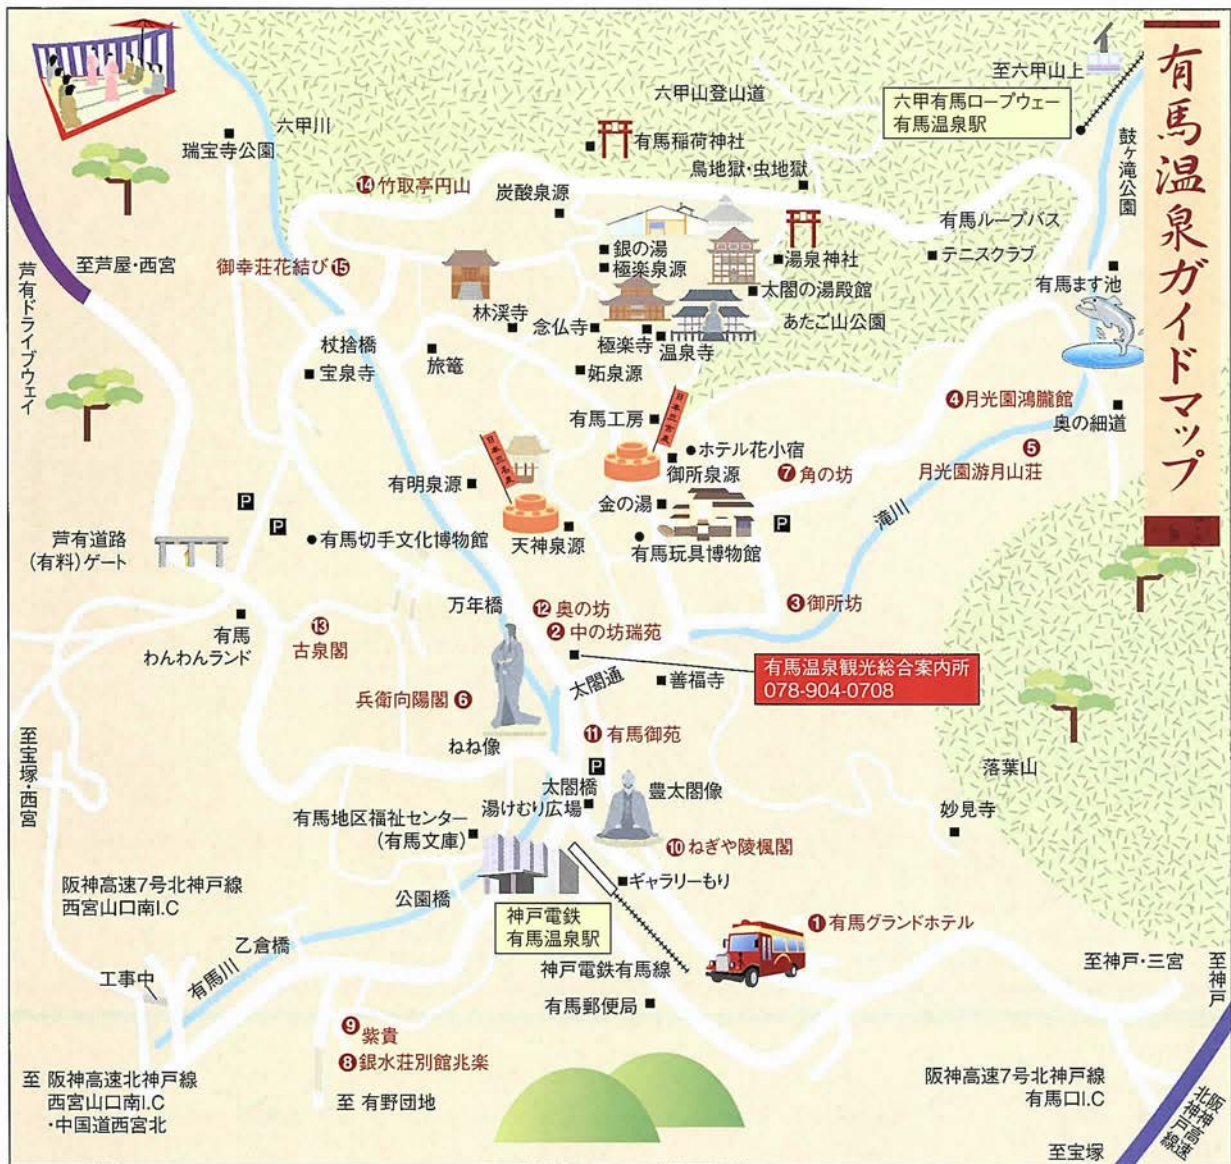 有馬温泉ガイドマップ
至六甲山上
六甲山登山道
六甲有馬ロープウェー
有馬温泉駅
鼓ヶ滝公園
六甲川
瑞宝寺公園
有馬稲荷神社
鳥地獄・虫地獄
⑭竹取亭円山
炭酸泉源
有馬ループバス
テニスクラブ
銀の湯
極楽泉源
湯泉神社
太閤の湯殿館
あたご山公園
有馬ます池
至芦屋・西宮
芦有ドライブウェイ
御幸荘花結び⑮
林渓寺
念仏寺
極楽寺
温泉寺
杖捨橋
宝泉寺
旅篭
妬泉源
④月光園鴻朧館
奥の細道
⑤
月光園游月山荘
有馬工房
日本三古泉
ホテル花小宿
御所泉源
⑦角の坊
日本三名泉
有明泉源
金の湯
滝川
P
P
P
芦有道路
(有料)ゲート
有馬切手文化博物館
天神泉源
有馬玩具博物館
万年橋
⑫奥の坊
②中の坊瑞苑
③御所坊
有馬
わんわんランド
⑬
古泉閣
有馬温泉観光総合案内所
078-904-0708
太閤通
善福寺
兵衛向陽閣⑥
ねね像
⑪有馬御苑
至宝塚・西宮
P
太閤橋
湯けむり広場
豊太閤像
落葉山
妙見寺
有馬地区福祉センター
(有馬文庫)
⑩ねぎや陵楓閣
ギャラリーもり
阪神高速7号北神戸線
西宮山口南I.C
公園橋
神戸電鉄
有馬温泉駅
①有馬グランドホテル
乙倉橋
有馬川
工事中
神戸電鉄有馬線
有馬郵便局
至神戸・三宮
至神戸
⑨紫貴
⑧銀水荘別館兆楽
至 阪神高速北神戸線
西宮山口南I.C
・中国道西宮北
至 有野団地
阪神高速7号北神戸線
有馬口I.C
阪神高速
北神戸線
至宝塚